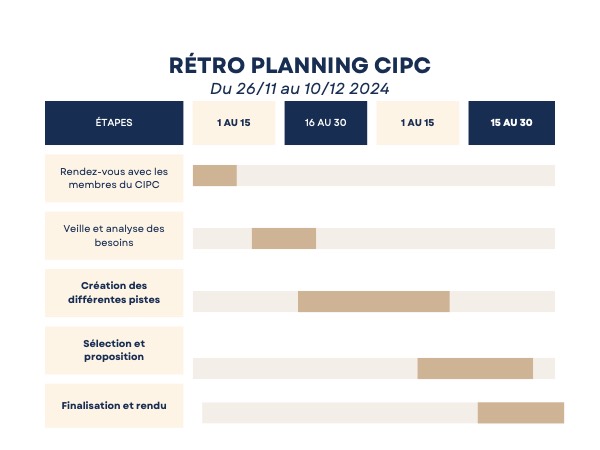 RÉTRO PLANNING CIPC
Du 26/11 au 10/12 2024
ÉTAPES
1 AU 15
16 AU 30
1 AU 15
15 AU 30
Rendez-vous avec les
membres du CIPC
Veille et analyse des
besoins
Création des
différentes pistes
Sélection et
proposition
Finalisation et rendu